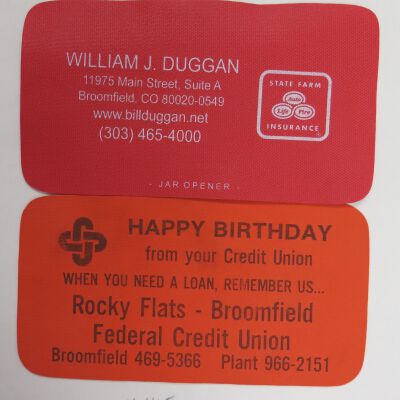 WILLIAM J. DUGGAN
11975 Main Street, Suite A
Broomfield, CO 80020-0549
www.billduggan.net
(303) 465-4000
STATE FARM
Auto
Life Fire
INSURANCE
- JAR OPENER -
HAPPY BIRTHDAY
from your Credit Union
WHEN YOU NEED A LOAN, REMEMBER US...
Rocky Flats - Broomfield
Federal Credit Union
Broomfield 469-5366 Plant 966-2151